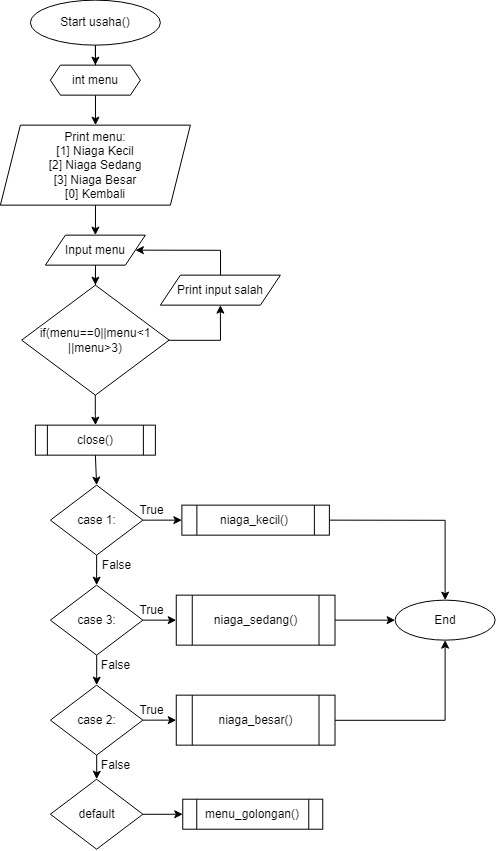 Start usaha()
int menu
Print menu:
[1] Niaga Kecil
[2] Niaga Sedang
[3] Niaga Besar
[0] Kembali
Input menu
Print input salah
if(menu==0||menu<1
||menu>3)
close()
case 1:
True
niaga_kecil()
False
case 3:
True
niaga_sedang()
End
False
case 2:
True
niaga_besar()
False
default
menu_golongan()